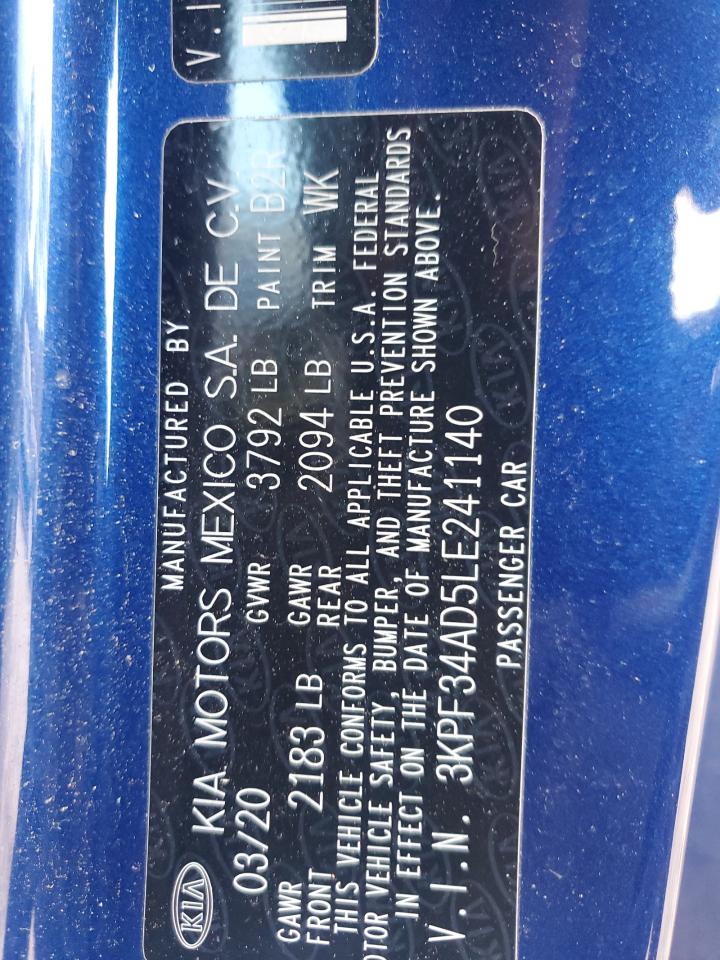 V.I
MANUFACTURED BY
KIA KIA MOTORS MEXICO S.A. DE C.V
03/20 GVWR 3792 LB PAINT B2R
GAWR FRONT 2183 LB GAWR REAR 2094 LB TRIM WK
THIS VEHICLE CONFORMS TO ALL APPLICABLE U.S.A. FEDERAL
OTOR VEHICLE SAFETY, BUMPER, AND THEFT PREVENTION STANDARDS
IN EFFECT ON THE DATE OF MANUFACTURE SHOWN ABOVE.
V.I.N. 3KPF34AD5LE241140
PASSENGER CAR